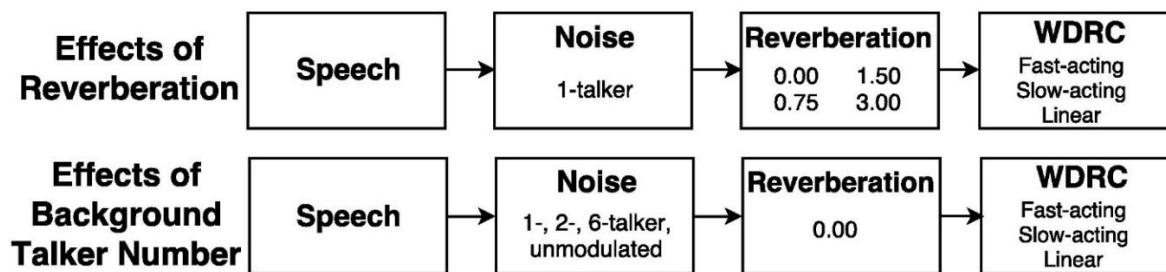 Effects of
Reverberation
Speech
Noise
1-talker
Reverberation
0.00 1.50
0.75 3.00
WDRC
Fast-acting
Slow-acting
Linear
Effects of
Background
Talker Number
Speech
Noise
1-, 2-, 6-talker,
unmodulated
Reverberation
0.00
WDRC
Fast-acting
Slow-acting
Linear